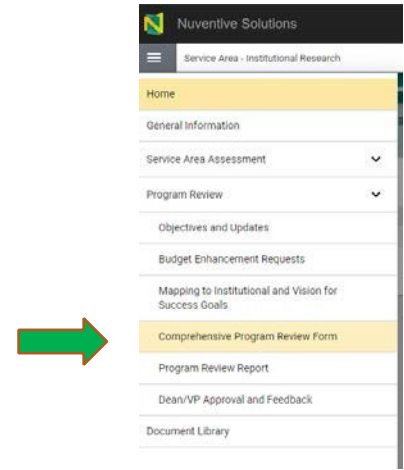 Nuventive Solutions
Service Area - Institutional Research
Home
General Information
Service Area Assessment
Program Review
Objectives and Updates
Budget Enhancement Requests
Mapping to Institutional and Vision for
Success Goals
Comprehensive Program Review Form
Program Review Report
Dean/VP Approval and Feedback
Document Library